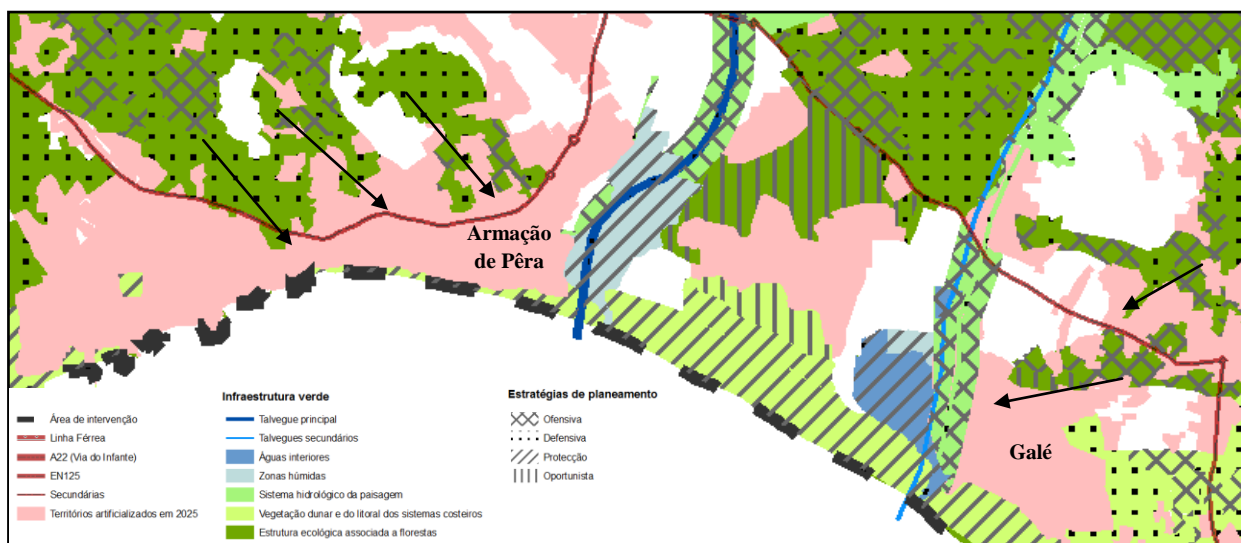 Armação
de Pêra
Galé
Área de intervenção
Linha Férrea
A22 (Via do Infante)
EN125
Secundárias
Territórios artificializados em 2025
Infraestrutura verde
Talvegue principal
Talvegues secundários
Águas interiores
Zonas húmidas
Sistema hidrológico da paisagem
Vegetação dunar e do litoral dos sistemas costeiros
Estrutura ecológica associada a florestas
Estratégias de planeamento
Ofensiva
Defensiva
Protecção
Oportunista